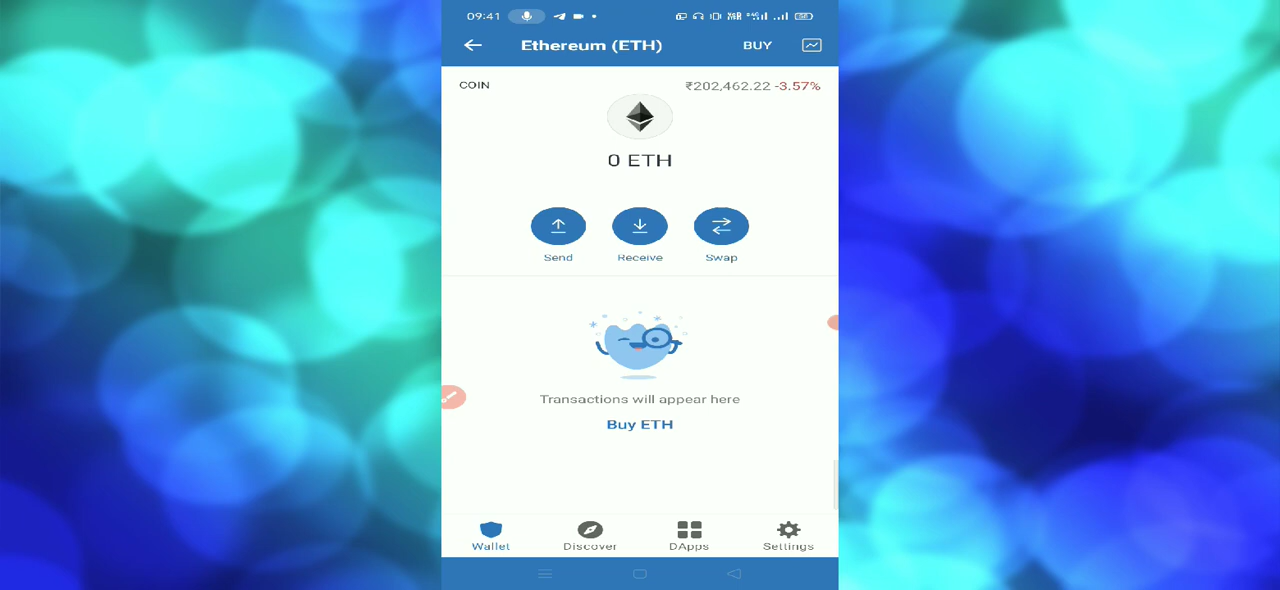 09:41
Ethereum (ETH) BUY
COIN ₹202,462.22 -3.57%
0 ETH
Send Receive Swap
Transactions will appear here
Buy ETH
Wallet Discover DApps Settings